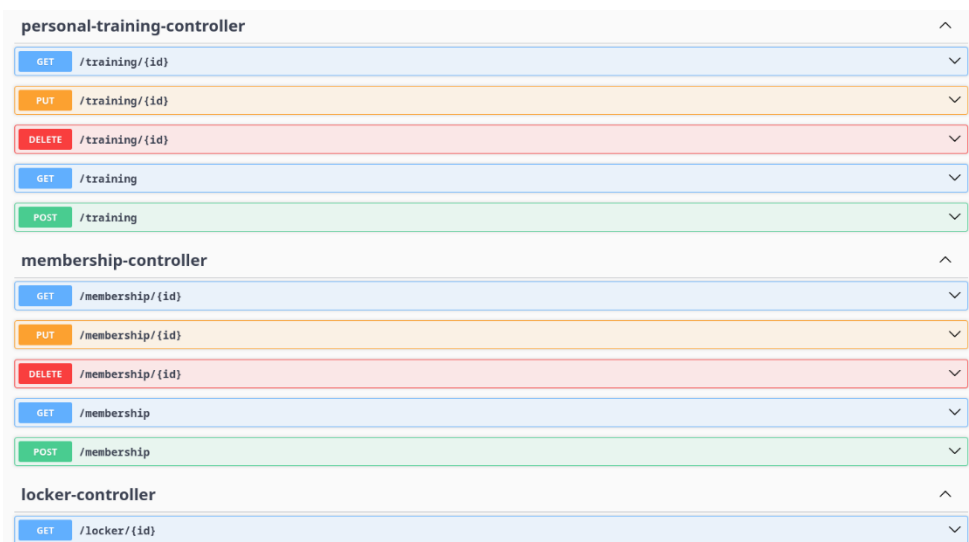 personal-training-controller
GET /training/{id}
PUT /training/{id}
DELETE /training/{id}
GET /training
POST /training
membership-controller
GET /membership/{id}
PUT /membership/{id}
DELETE /membership/{id}
GET /membership
POST /membership
locker-controller
GET /locker/{id}